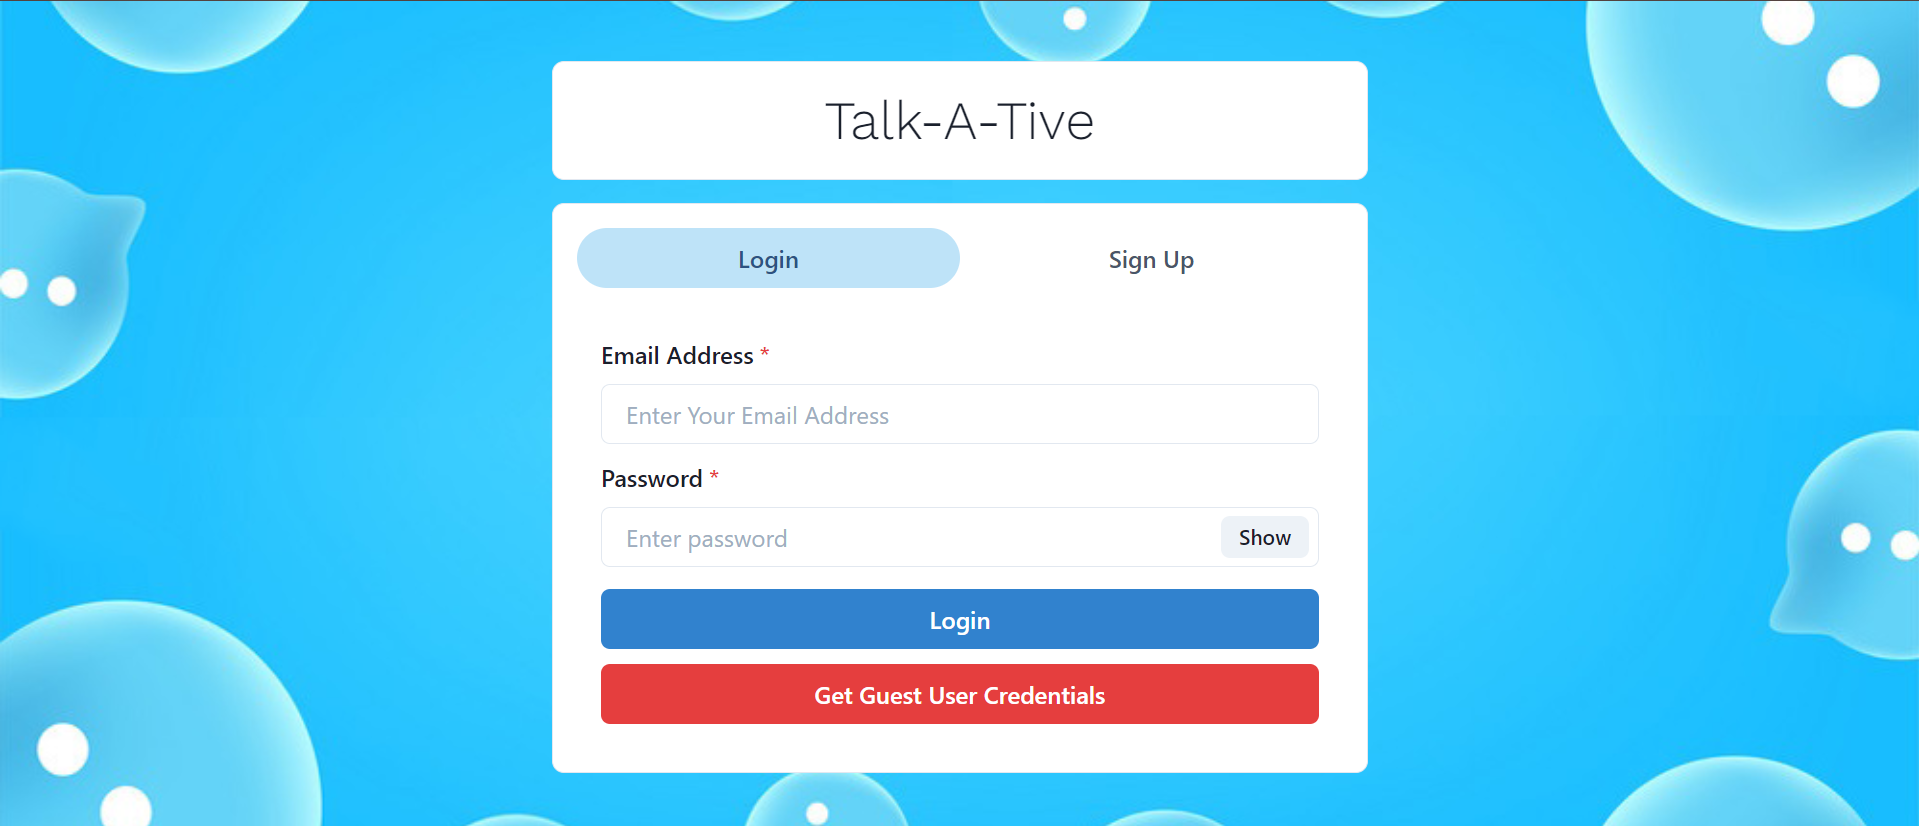 Talk-A-Tive
Login
Sign Up
Email Address *
Enter Your Email Address
Password *
Enter password
Show
Login
Get Guest User Credentials